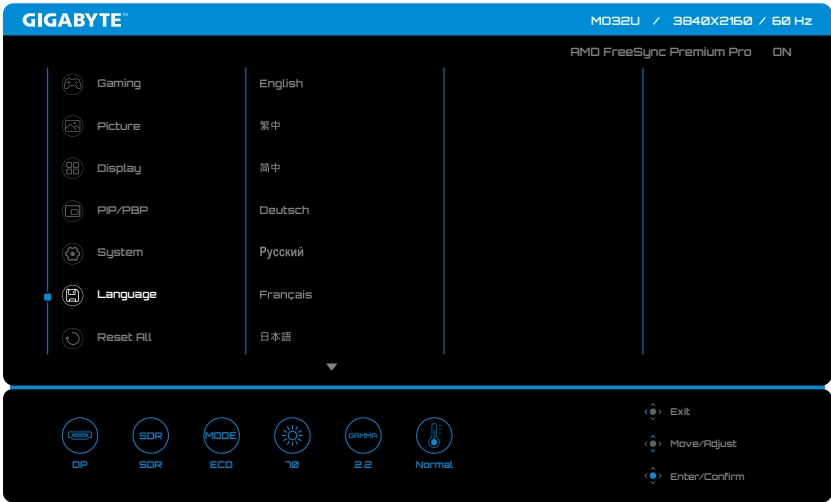 GIGABYTE™
MO32U / 3840X2160 / 60 Hz
AMD FreeSync Premium Pro ON
Gaming English
Picture 繁中
Display 简中
PIP/PBP Deutsch
System Русский
Language Français
Reset All 日本語
SDR MODE GAMMA
DP SDR ECO 70 2.2 Normal
Exit
Move/Adjust
Enter/Confirm